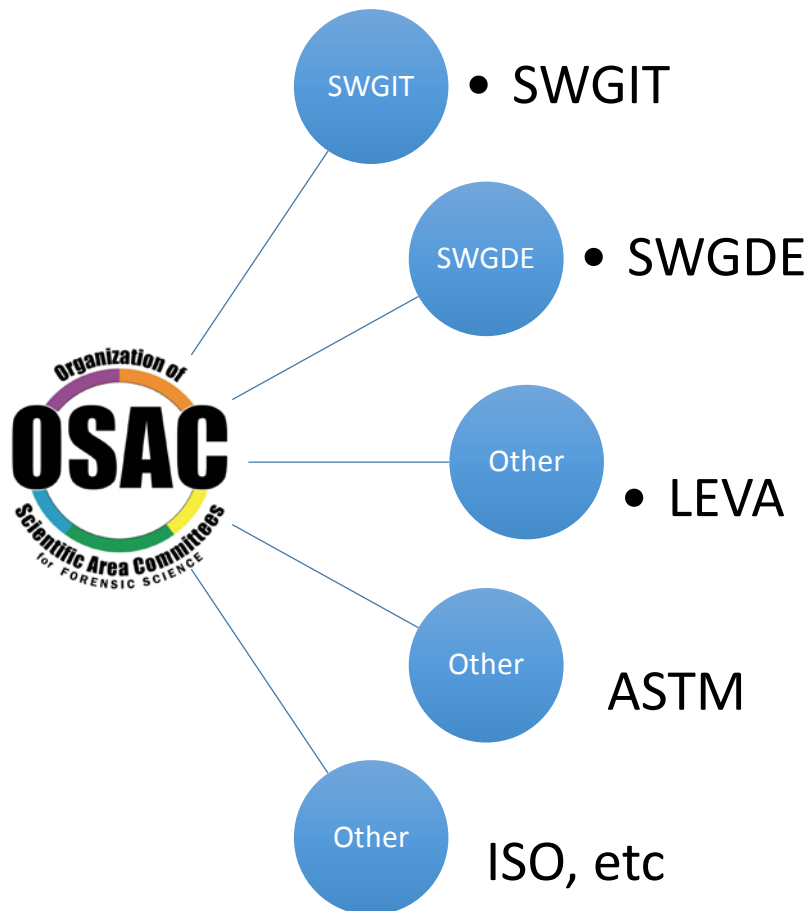 SWGIT
• SWGIT
SWGDE
• SWGDE
Organization of
OSAC
Scientific Area Committees
for FORENSIC SCIENCE
Other
• LEVA
Other
ASTM
Other
ISO, etc